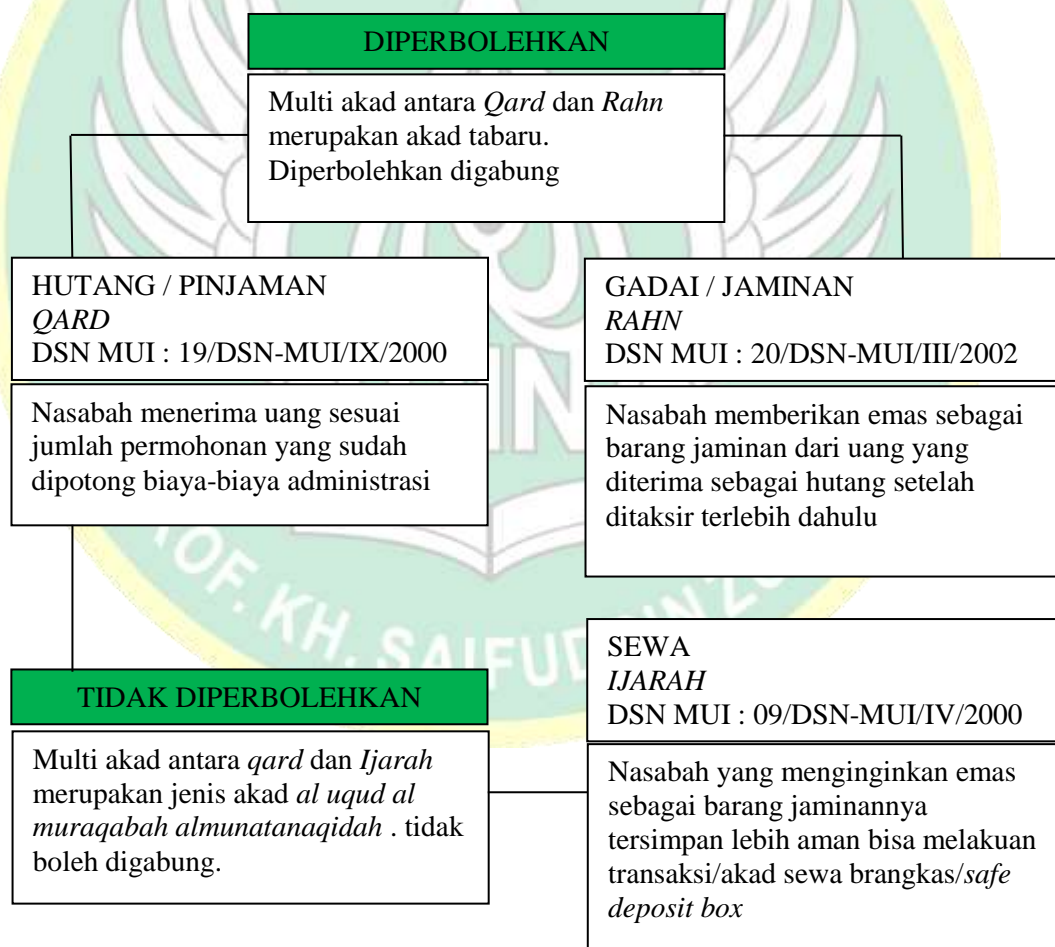 DIPERBOLEHKAN
Multi akad antara Qard dan Rahn
merupakan akad tabaru.
Diperbolehkan digabung
HUTANG / PINJAMAN
QARD
DSN MUI : 19/DSN-MUI/IX/2000
Nasabah menerima uang sesuai
jumlah permohonan yang sudah
dipotong biaya-biaya administrasi
GADAI / JAMINAN
RAHN
DSN MUI : 20/DSN-MUI/III/2002
Nasabah memberikan emas sebagai
barang jaminan dari uang yang
diterima sebagai hutang setelah
ditaksir terlebih dahulu
TIDAK DIPERBOLEHKAN
Multi akad antara qard dan Ijarah
merupakan jenis akad al uqud al
muraqabah almunatanaqidah . tidak
boleh digabung.
SEWA
IJARAH
DSN MUI : 09/DSN-MUI/IV/2000
Nasabah yang menginginkan emas
sebagai barang jaminannya
tersimpan lebih aman bisa melakuan
transaksi/akad sewa brangkas/safe
deposit box
KH.